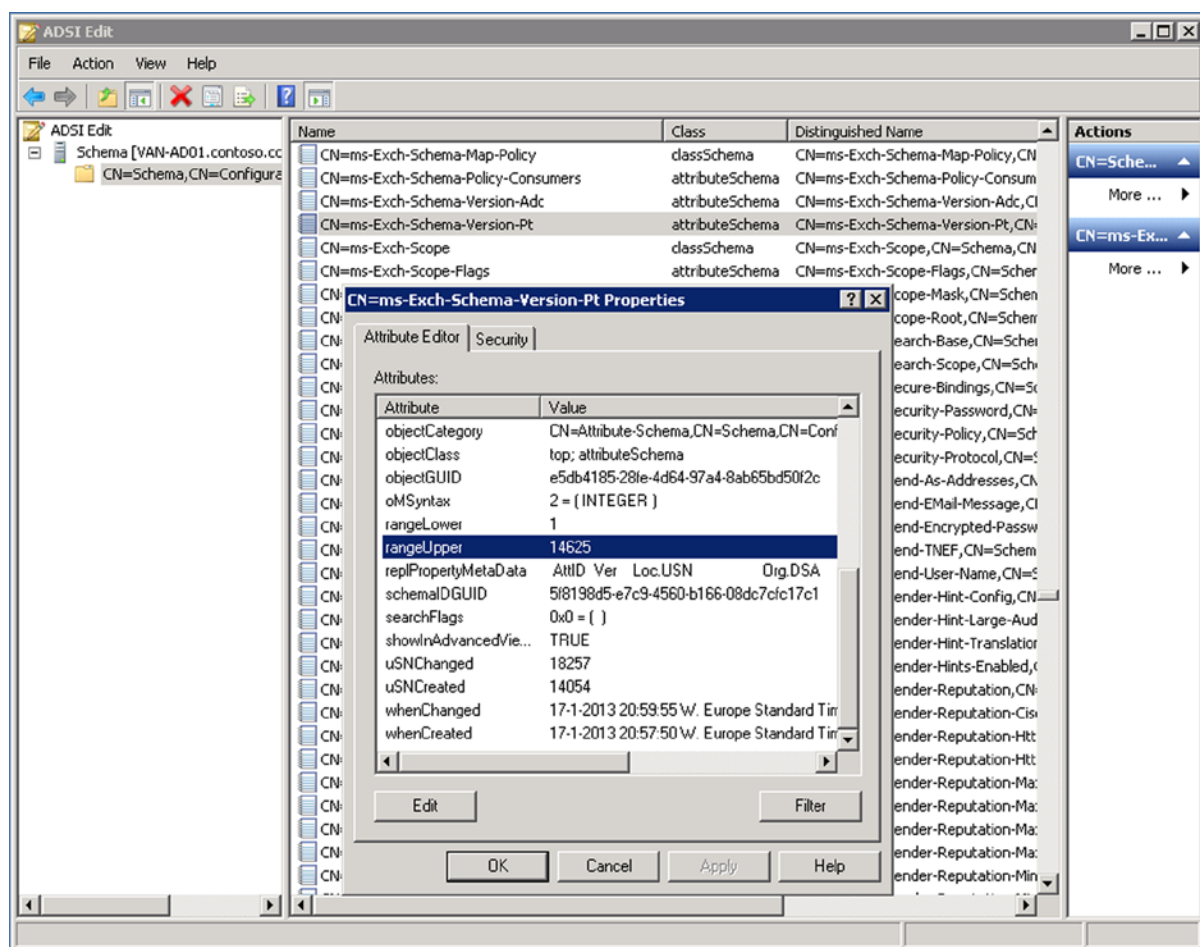 ADSI Edit
File Action View Help
ADSI Edit
Schema [VAN-AD01.contoso.cc
CN=Schema,CN=Configura
Name Class Distinguished Name
CN=ms-Exch-Schema-Map-Policy classSchema CN=ms-Exch-Schema-Map-Policy,CN
CN=ms-Exch-Schema-Policy-Consumers attributeSchema CN=ms-Exch-Schema-Policy-Consum
CN=ms-Exch-Schema-Version-Adc attributeSchema CN=ms-Exch-Schema-Version-Adc,Cl
CN=ms-Exch-Schema-Version-Pt attributeSchema CN=ms-Exch-Schema-Version-Pt,CN=
CN=ms-Exch-Scope classSchema CN=ms-Exch-Scope,CN=Schema,CN
CN=ms-Exch-Scope-Flags attributeSchema CN=ms-Exch-Scope-Flags,CN=Scher
Actions
CN=Sche...
More ...
CN=ms-Ex...
More ...
CN=ms-Exch-Schema-Version-Pt Properties
Attribute Editor Security
Attributes:
Attribute Value
objectCategory CN=Attribute-Schema,CN=Schema,CN=Conf
objectClass top; attributeSchema
objectGUID e5db4185-28fe-4d64-97a4-8ab65bd50f2c
oMSyntax 2 = ( INTEGER )
rangeLower 1
rangeUpper 14625
replPropertyMetaData AttID Ver Loc.USN Org.DSA
schemaIDGUID 5f8198d5-e7c9-4560-b166-08dc7cfc17c1
searchFlags 0x0 = ( )
showInAdvancedVie... TRUE
uSNChanged 18257
uSNCreated 14054
whenChanged 17-1-2013 20:59:55 W. Europe Standard Tim
whenCreated 17-1-2013 20:57:50 W. Europe Standard Tim
Edit Filter
OK Cancel Apply Help
cope-Mask,CN=Schen
cope-Root,CN=Schem
earch-Base,CN=Scher
earch-Scope,CN=Sche
ecure-Bindings,CN=Sc
ecurity-Password,CN=
ecurity-Policy,CN=Sch
ecurity-Protocol,CN=S
end-As-Addresses,CN
end-EMail-Message,Cl
end-Encrypted-Passw
end-TNEF,CN=Schem
end-User-Name,CN=S
ender-Hint-Config,CN
ender-Hint-Large-Aud
ender-Hint-Translation
ender-Hints-Enabled,
ender-Reputation,CN
ender-Reputation-Cis
ender-Reputation-Htt
ender-Reputation-Htt
ender-Reputation-Ma
ender-Reputation-Ma
ender-Reputation-Ma
ender-Reputation-Ma
ender-Reputation-Min